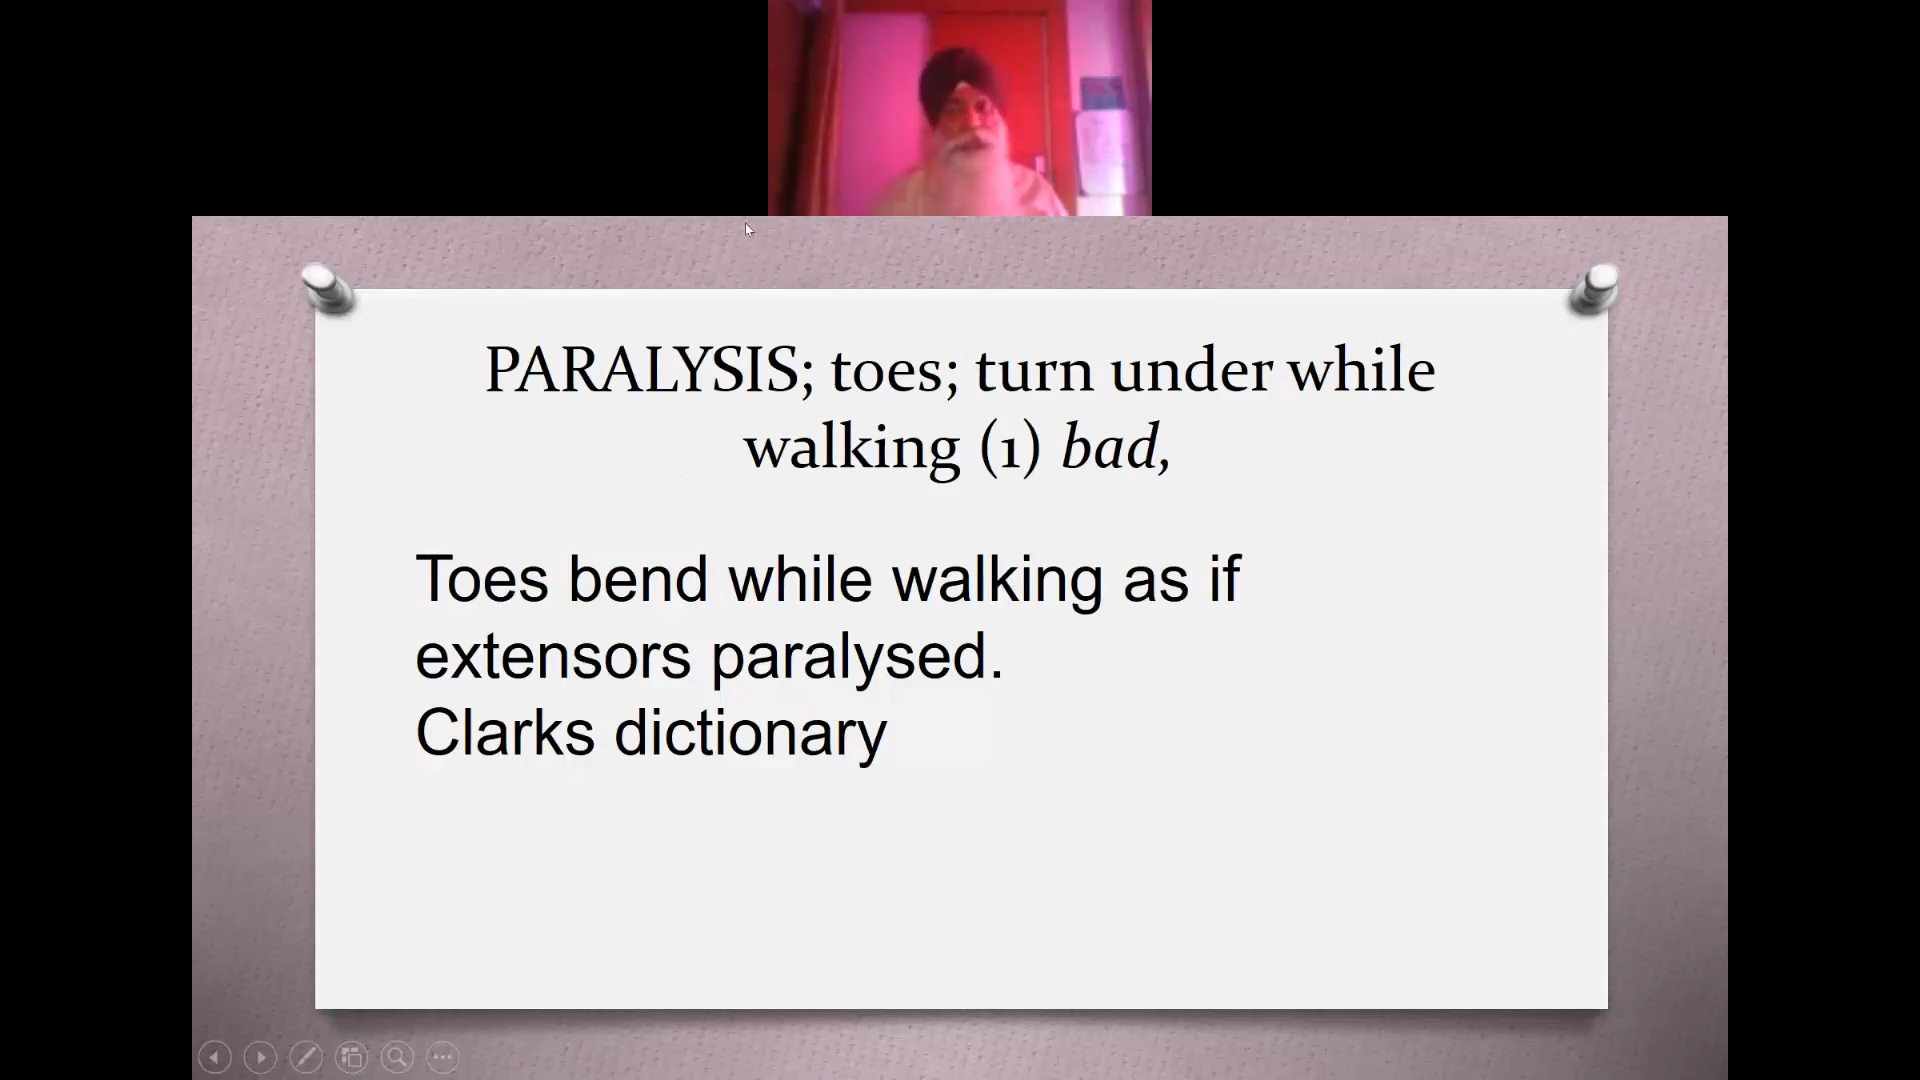 PARALYSIS; toes; turn under while
walking (1) bad,
Toes bend while walking as if
extensors paralysed.
Clarks dictionary